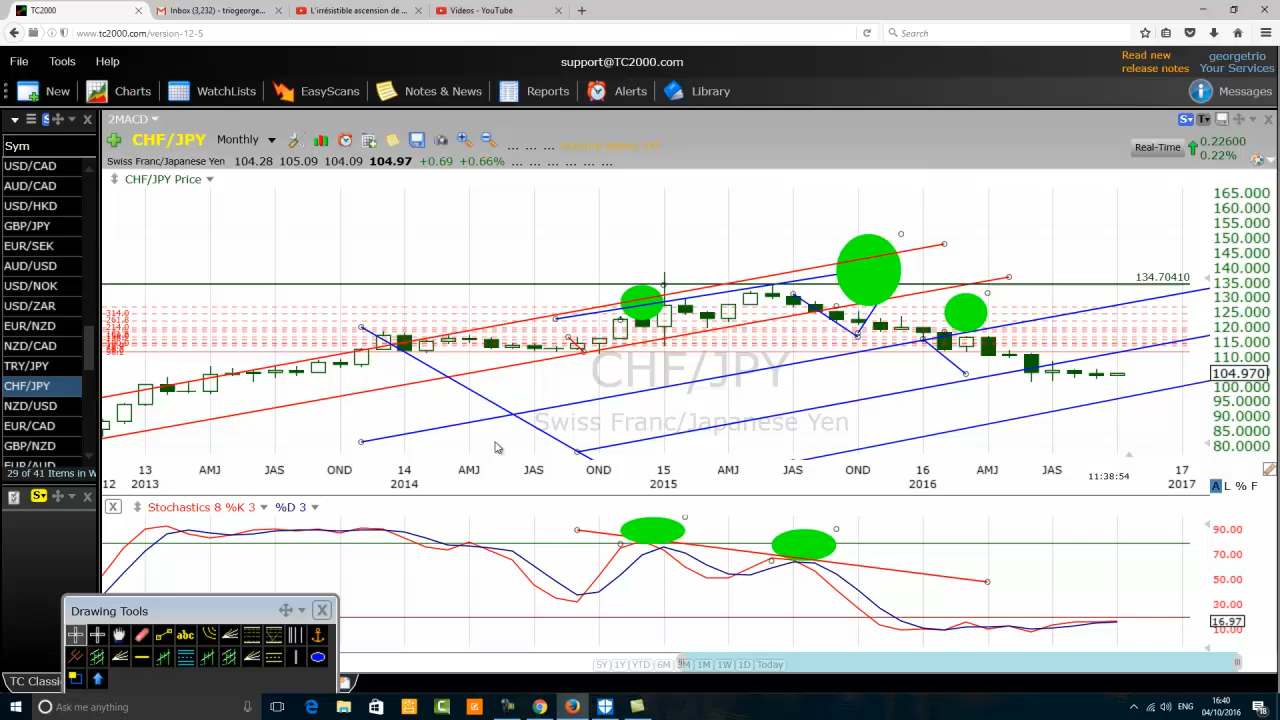 TC2000
Inbox (3,232) - triogeorge...
L'irrésistible ascension de ...
Videos - YouTube
www.tc2000.com/version-12-5
Search
File
Tools
Help
support@TC2000.com
Read new
release notes
georgetrio
Your Services
New
Charts
WatchLists
EasyScans
Notes & News
Reports
Alerts
Library
Messages
2MACD
CHF/JPY
Monthly
Swiss Franc/Japanese Yen
104.28
105.09
104.09
104.97
+0.69
+0.66%
Real-Time
0.22600
0.22%
CHF/JPY Price
Sym
USD/CAD
AUD/CAD
USD/HKD
GBP/JPY
EUR/SEK
AUD/USD
USD/NOK
USD/ZAR
EUR/NZD
NZD/CAD
TRY/JPY
CHF/JPY
NZD/USD
EUR/CAD
GBP/NZD
EUR/AUD
29 of 41 Items in W
165.000
160.000
155.000
150.000
145.000
140.000
135.000
130.000
125.000
120.000
115.000
110.000
104.970
100.000
95.000
90.000
85.000
80.000
134.70410
CHF/JPY
Swiss Franc/Japanese Yen
13
AMJ
JAS
OND
14
AMJ
JAS
OND
15
AMJ
JAS
OND
16
AMJ
JAS
17
12
2013
2014
2015
2016
2017
11:38:54
A L % F
X
Stochastics 8 %K 3
%D 3
90.00
70.00
50.00
30.00
16.97
10.00
Drawing Tools
abc
5Y 1Y YTD 6M 3M 1M 1W 1D Today
TC Classi
Ask me anything
ENG
16:40
04/10/2016
18